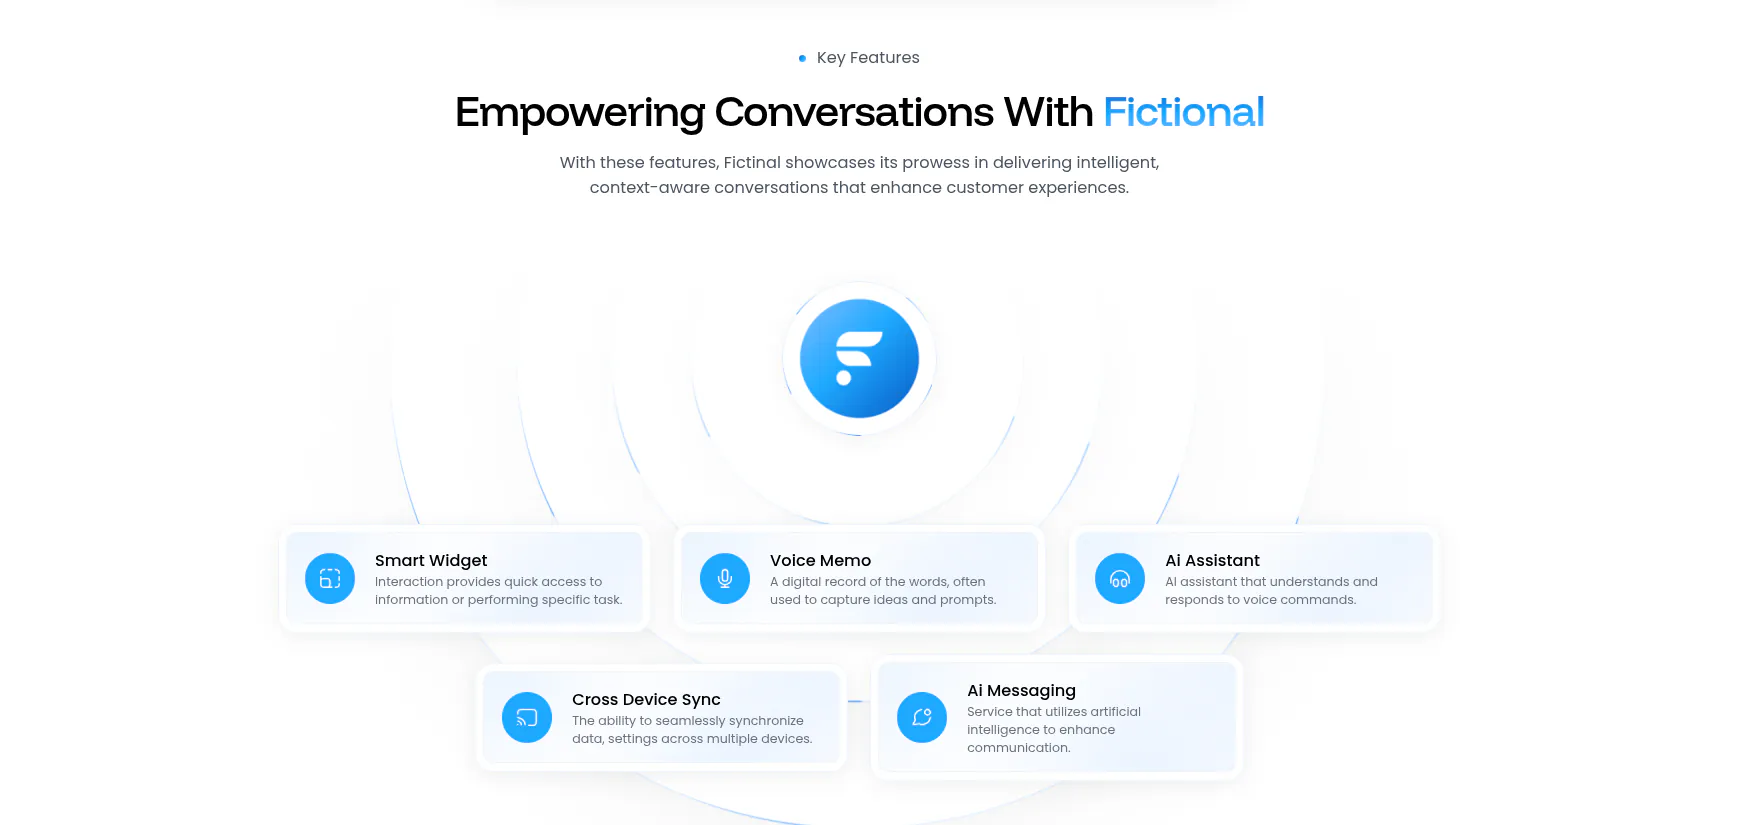 Key Features
Empowering Conversations With Fictional
With these features, Fictinal showcases its prowess in delivering intelligent,
context-aware conversations that enhance customer experiences.
Smart Widget
Interaction provides quick access to
information or performing specific task.
Voice Memo
A digital record of the words, often
used to capture ideas and prompts.
Ai Assistant
AI assistant that understands and
responds to voice commands.
Cross Device Sync
The ability to seamlessly synchronize
data, settings across multiple devices.
Ai Messaging
Service that utilizes artificial
intelligence to enhance
communication.